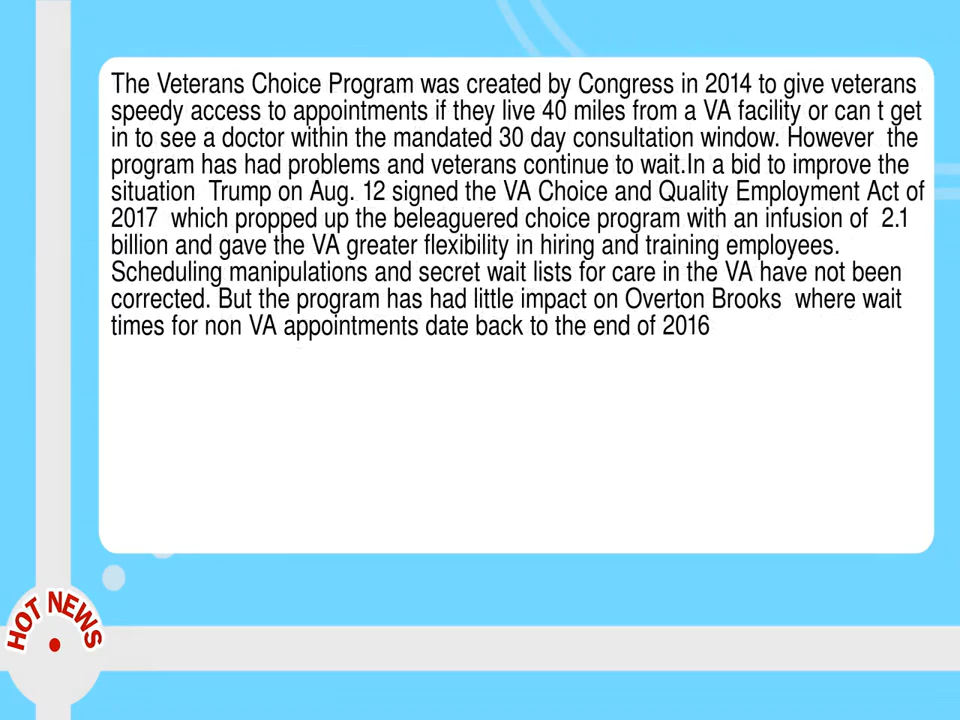 The Veterans Choice Program was created by Congress in 2014 to give veterans
speedy access to appointments if they live 40 miles from a VA facility or can t get
in to see a doctor within the mandated 30 day consultation window. However  the
program has had problems and veterans continue to wait.In a bid to improve the
situation  Trump on Aug. 12 signed the VA Choice and Quality Employment Act of
2017  which propped up the beleaguered choice program with an infusion of  2.1
billion and gave the VA greater flexibility in hiring and training employees.
Scheduling manipulations and secret wait lists for care in the VA have not been
corrected. But the program has had little impact on Overton Brooks  where wait
times for non VA appointments date back to the end of 2016
HOT NEWS